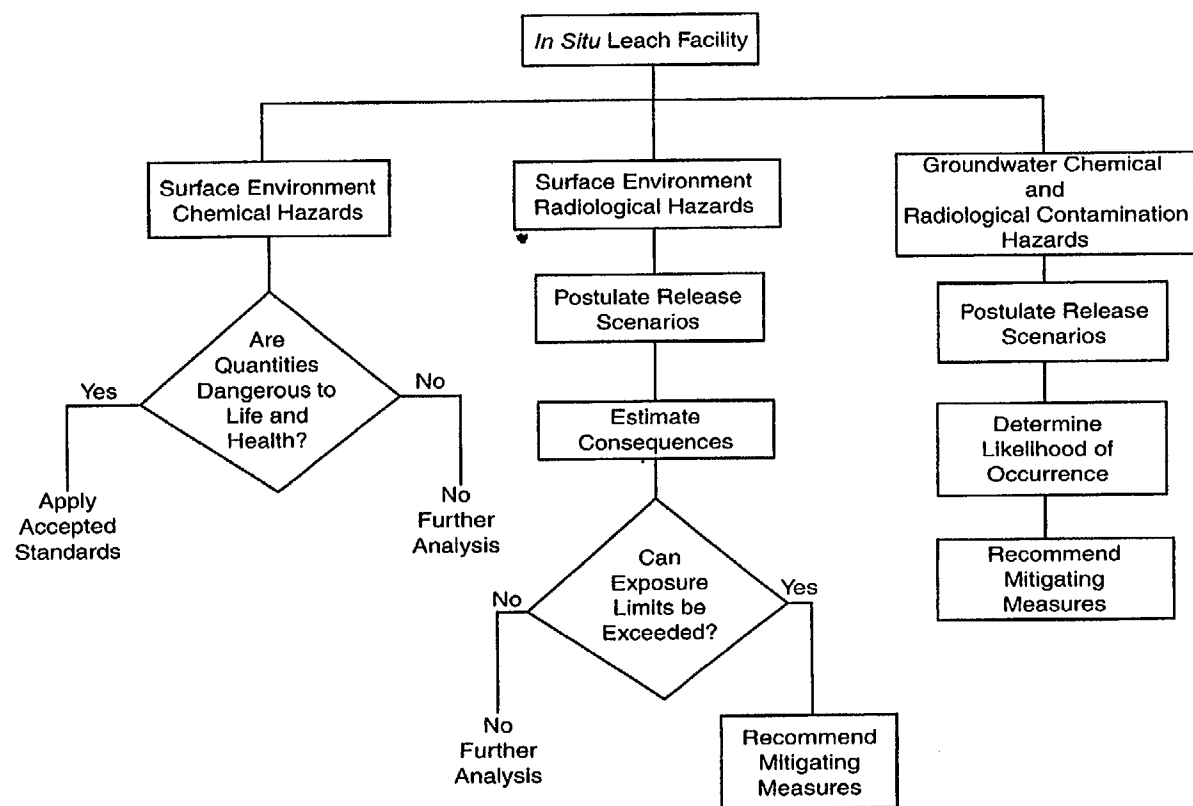 In Situ Leach Facility
Surface Environment
Chemical Hazards
Are
Quantities
Dangerous to
Life and
Health?
Yes
No
Apply
Accepted
Standards
No
Further
Analysis
Surface Environment
Radiological Hazards
Postulate Release
Scenarios
Estimate
Consequences
Can
Exposure
Limits be
Exceeded?
No
Yes
No
Further
Analysis
Recommend
Mitigating
Measures
Groundwater Chemical
and
Radiological Contamination
Hazards
Postulate Release
Scenarios
Determine
Likelihood of
Occurrence
Recommend
Mitigating
Measures